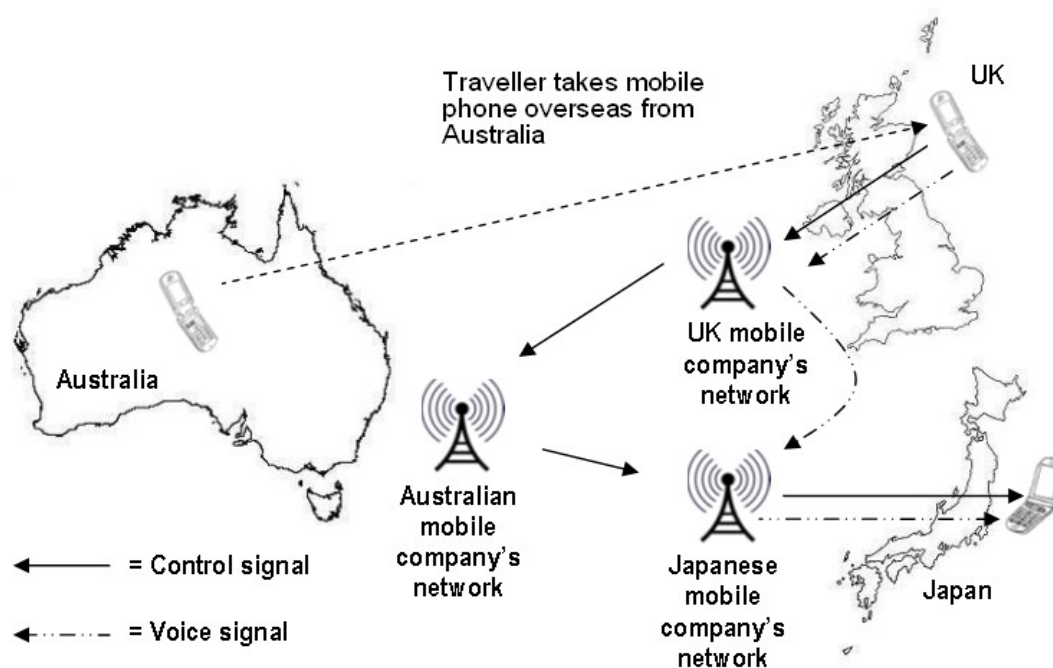 Traveller takes mobile
phone overseas from
Australia
UK
UK mobile
company's
network
Australia
Australian
mobile
company's
network
Japanese
mobile
company's
network
Japan
= Control signal
= Voice signal